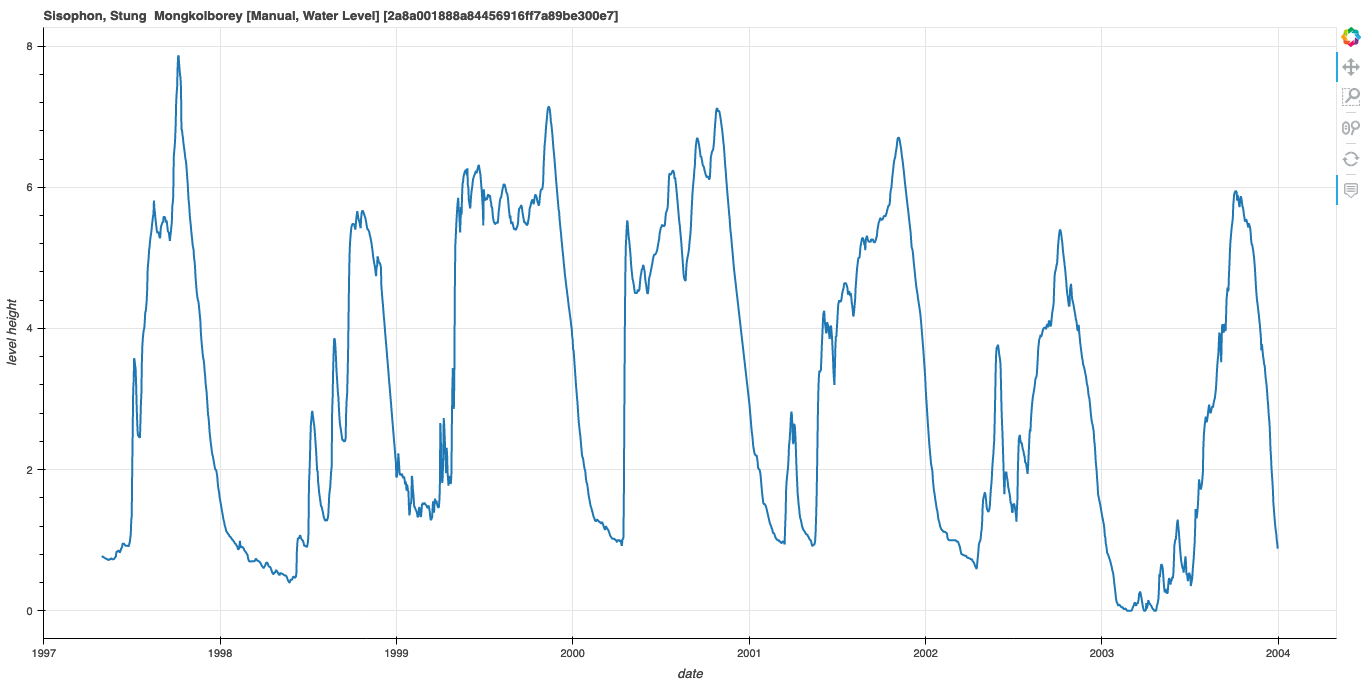 Sisophon, Stung  Mongkolborey [Manual, Water Level] [2a8a001888a84456916ff7a89be300e7]
8
6
4
2
0
level height
1997 1998 1999 2000 2001 2002 2003 2004
date